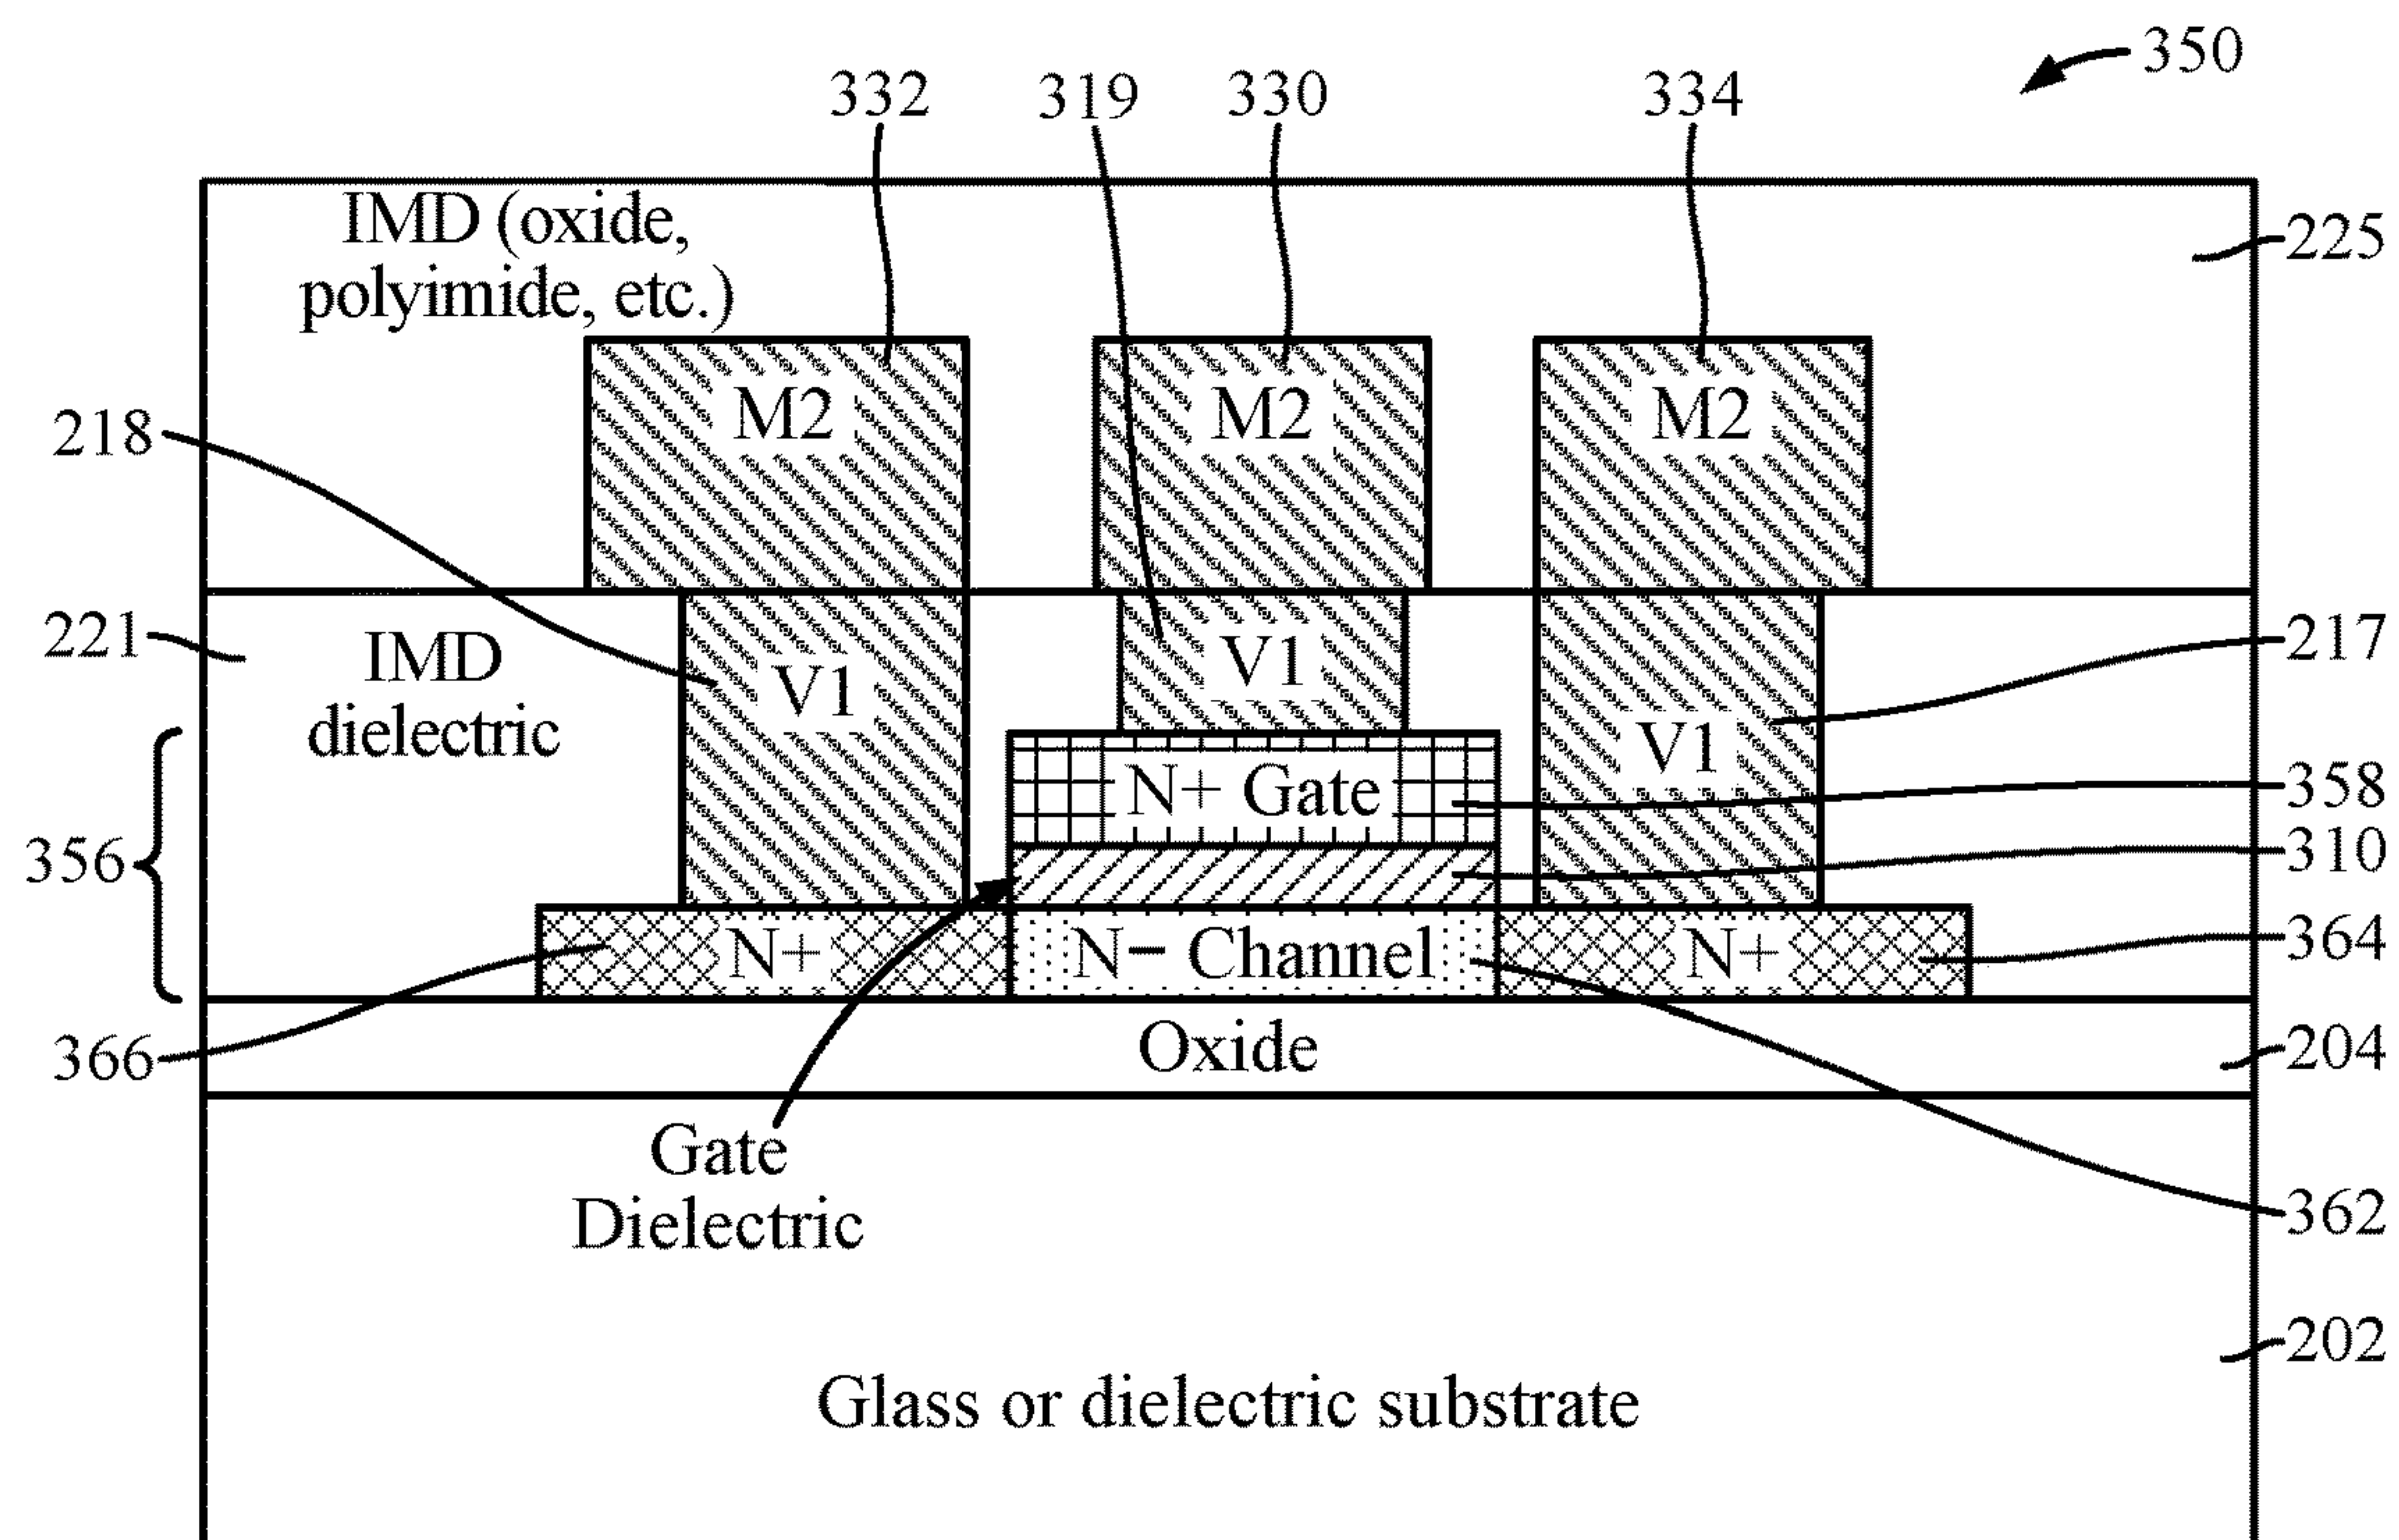 350
332
319
330
334
IMD (oxide,
polyimide, etc.)
225
M2
M2
M2
218
221
IMD
dielectric
V1
V1
V1
217
N+ Gate
358
310
356
N+
N− Channel
N+
364
366
Oxide
204
Gate
Dielectric
362
202
Glass or dielectric substrate